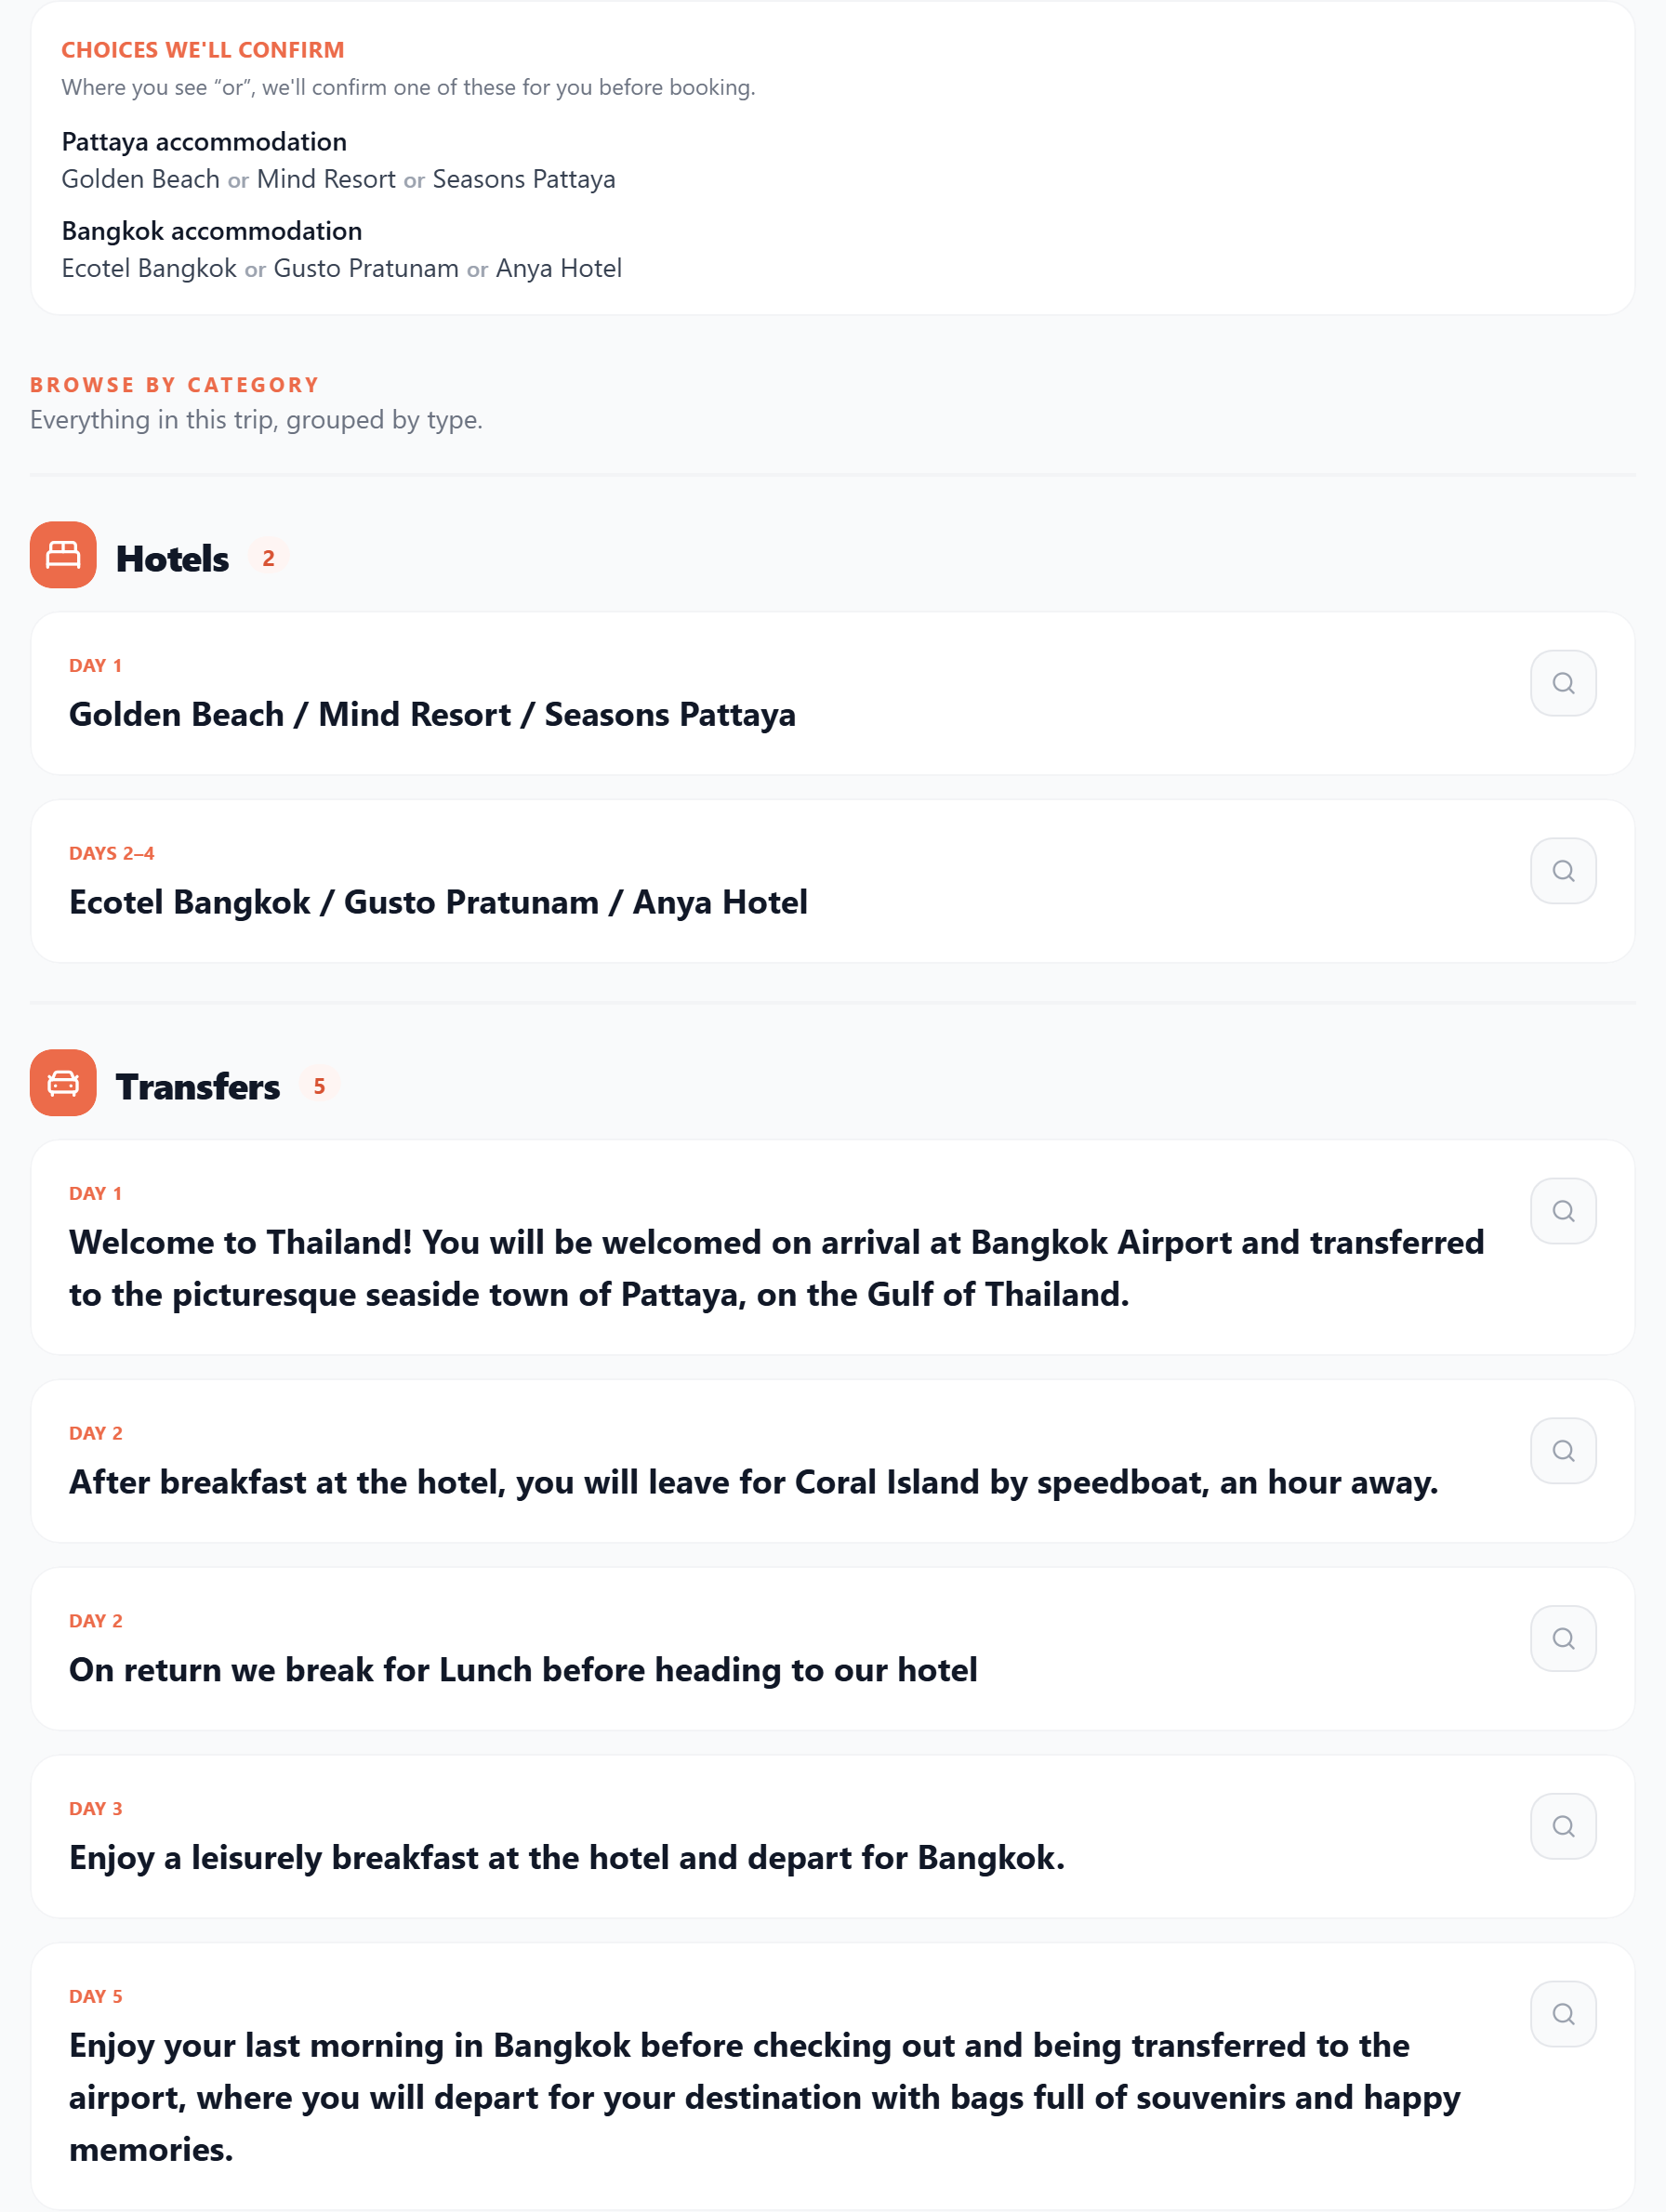 CHOICES WE'LL CONFIRM
Where you see “or”, we'll confirm one of these for you before booking.
Pattaya accommodation
Golden Beach or Mind Resort or Seasons Pattaya
Bangkok accommodation
Ecotel Bangkok or Gusto Pratunam or Anya Hotel
BROWSE BY CATEGORY
Everything in this trip, grouped by type.
Hotels 2
DAY 1
Golden Beach / Mind Resort / Seasons Pattaya
DAYS 2–4
Ecotel Bangkok / Gusto Pratunam / Anya Hotel
Transfers 5
DAY 1
Welcome to Thailand! You will be welcomed on arrival at Bangkok Airport and transferred
to the picturesque seaside town of Pattaya, on the Gulf of Thailand.
DAY 2
After breakfast at the hotel, you will leave for Coral Island by speedboat, an hour away.
DAY 2
On return we break for Lunch before heading to our hotel
DAY 3
Enjoy a leisurely breakfast at the hotel and depart for Bangkok.
DAY 5
Enjoy your last morning in Bangkok before checking out and being transferred to the
airport, where you will depart for your destination with bags full of souvenirs and happy
memories.